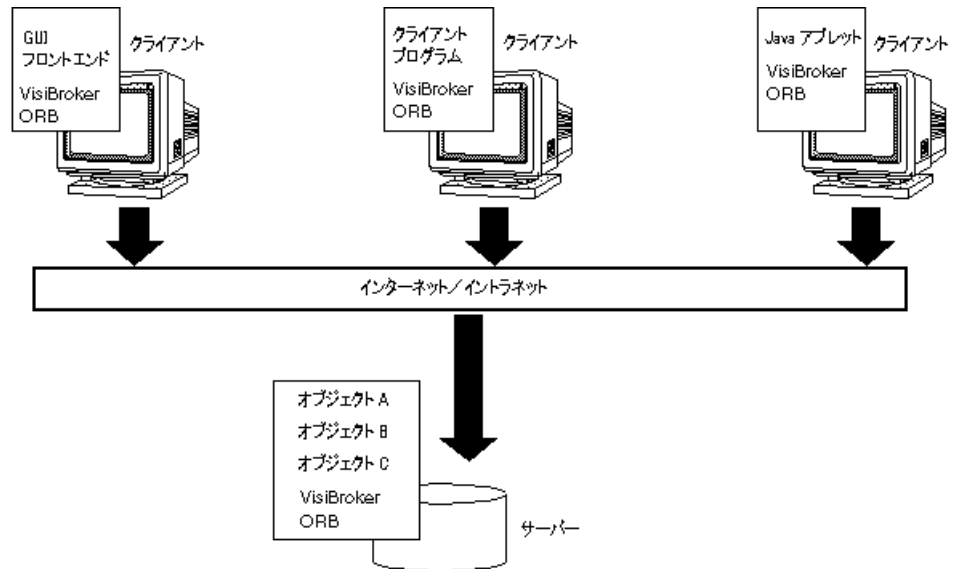 GUI
フロントエンド
VisiBroker
ORB
クライアント
クライアント
プログラム
VisiBroker
ORB
クライアント
Java アプレット
VisiBroker
ORB
クライアント
インターネット／イントラネット
オブジェクト A
オブジェクト B
オブジェクト C
VisiBroker
ORB
サーバー